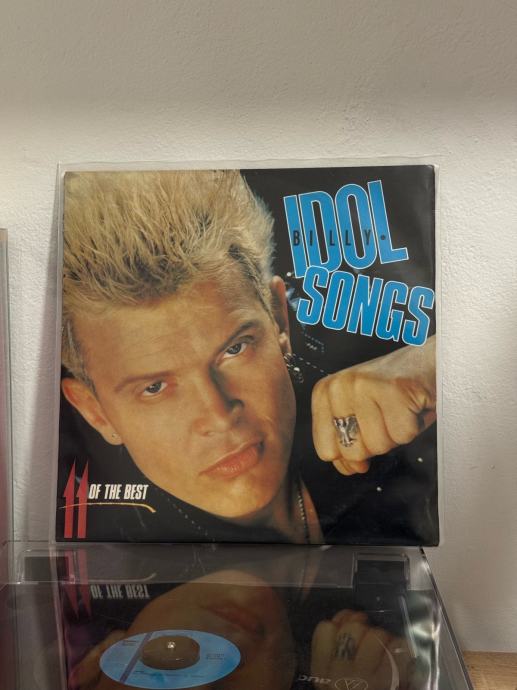 IDOL
BILLY
SONGS
11 OF THE BEST